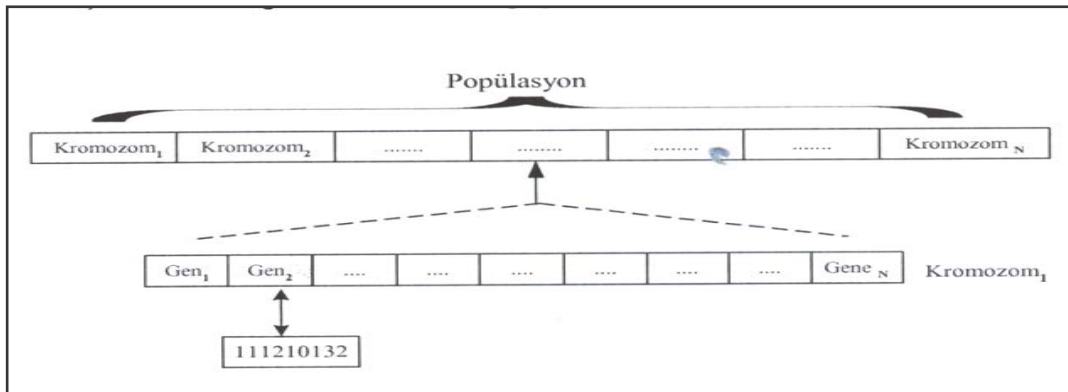 Popülasyon
Kromozom1 Kromozom2 ....... ........ ........ ....... Kromozom N
Gen1 Gen2 .... .... .... .... .... .... Gene N Kromozom1
111210132